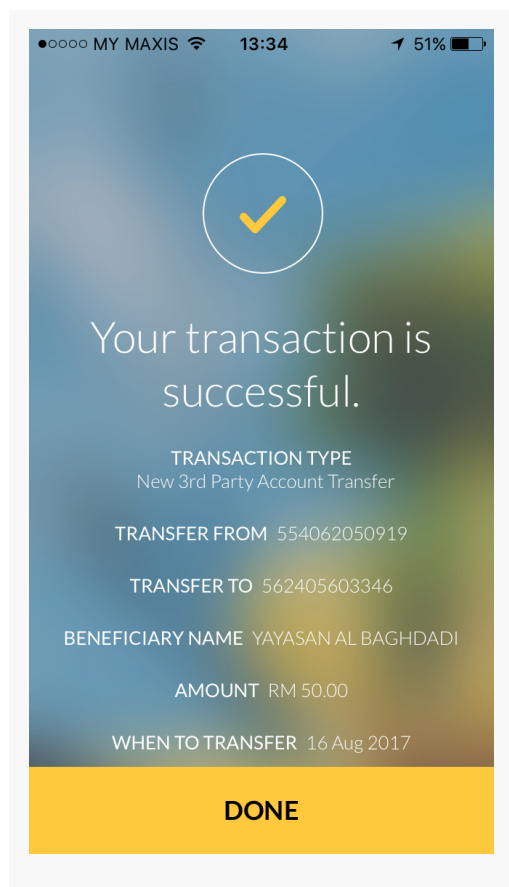 MY MAXIS 13:34 51%
Your transaction is
successful.
TRANSACTION TYPE
New 3rd Party Account Transfer
TRANSFER FROM 554062050919
TRANSFER TO 562405603346
BENEFICIARY NAME YAYASAN AL BAGHDADI
AMOUNT RM 50.00
WHEN TO TRANSFER 16 Aug 2017
DONE